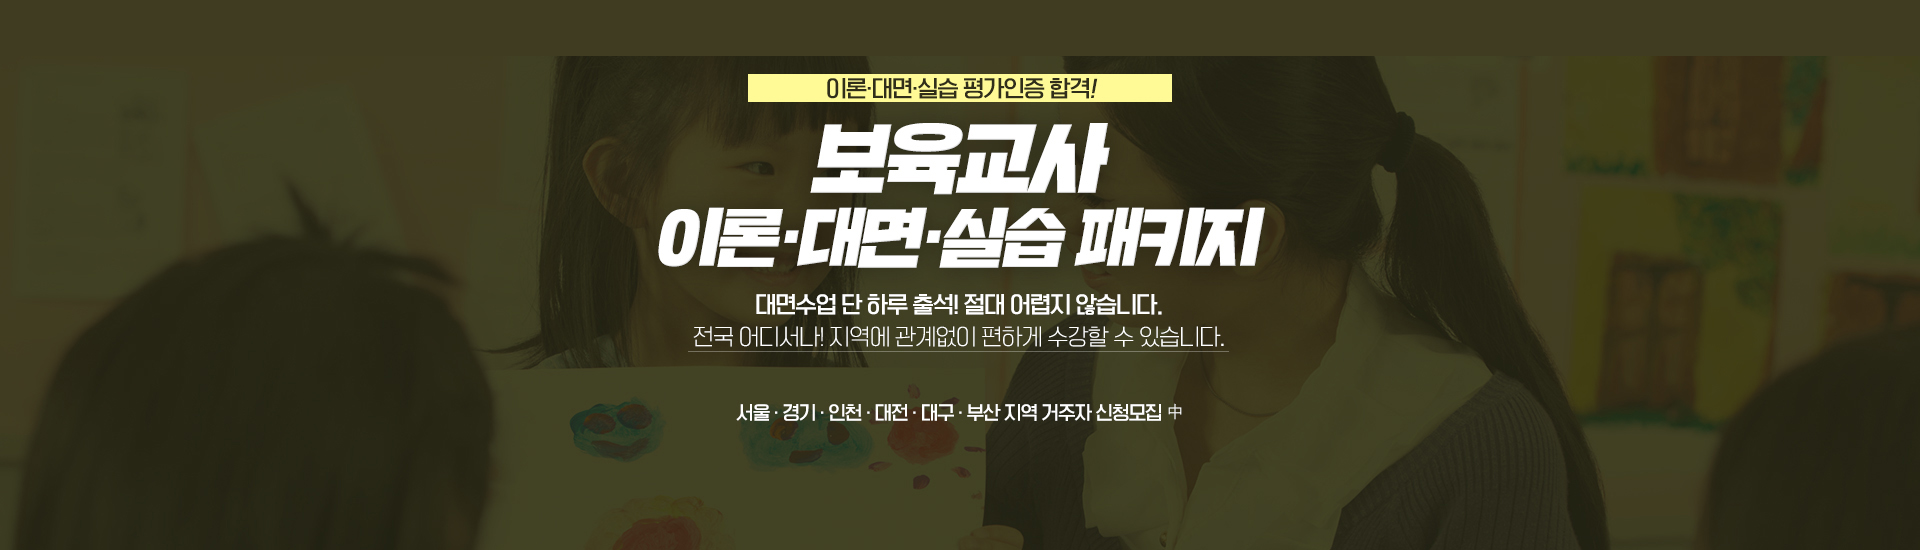 이론·대면·실습 평가인증 합격!
보육교사
이론·대면·실습 패키지
대면수업 단 하루 출석! 절대 어렵지 않습니다.
전국 어디서나! 지역에 관계없이 편하게 수강할 수 있습니다.
서울 · 경기 · 인천 · 대전 · 대구 · 부산 지역 거주자 신청모집 中